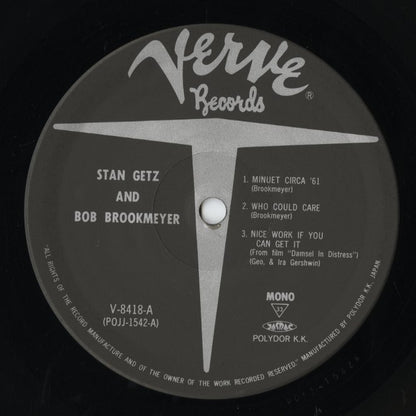 Verve
Records
®
STAN GETZ
AND
BOB BROOKMEYER
1. MINUET CIRCA '61
(Brookmeyer)
2. WHO COULD CARE
(Brookmeyer)
3. NICE WORK IF YOU
CAN GET IT
(From film "Damsel In Distress")
(Geo. & Ira Gershwin)
V-8418-A
(POJJ-1542-A)
MONO
33
JASRAC
POLYDOR K.K.
"ALL RIGHTS OF THE RECORD MANUFACTURER AND OF THE OWNER OF THE WORK RECORDED RESERVED." MANUFACTURED BY POLYDOR K.K., JAPAN